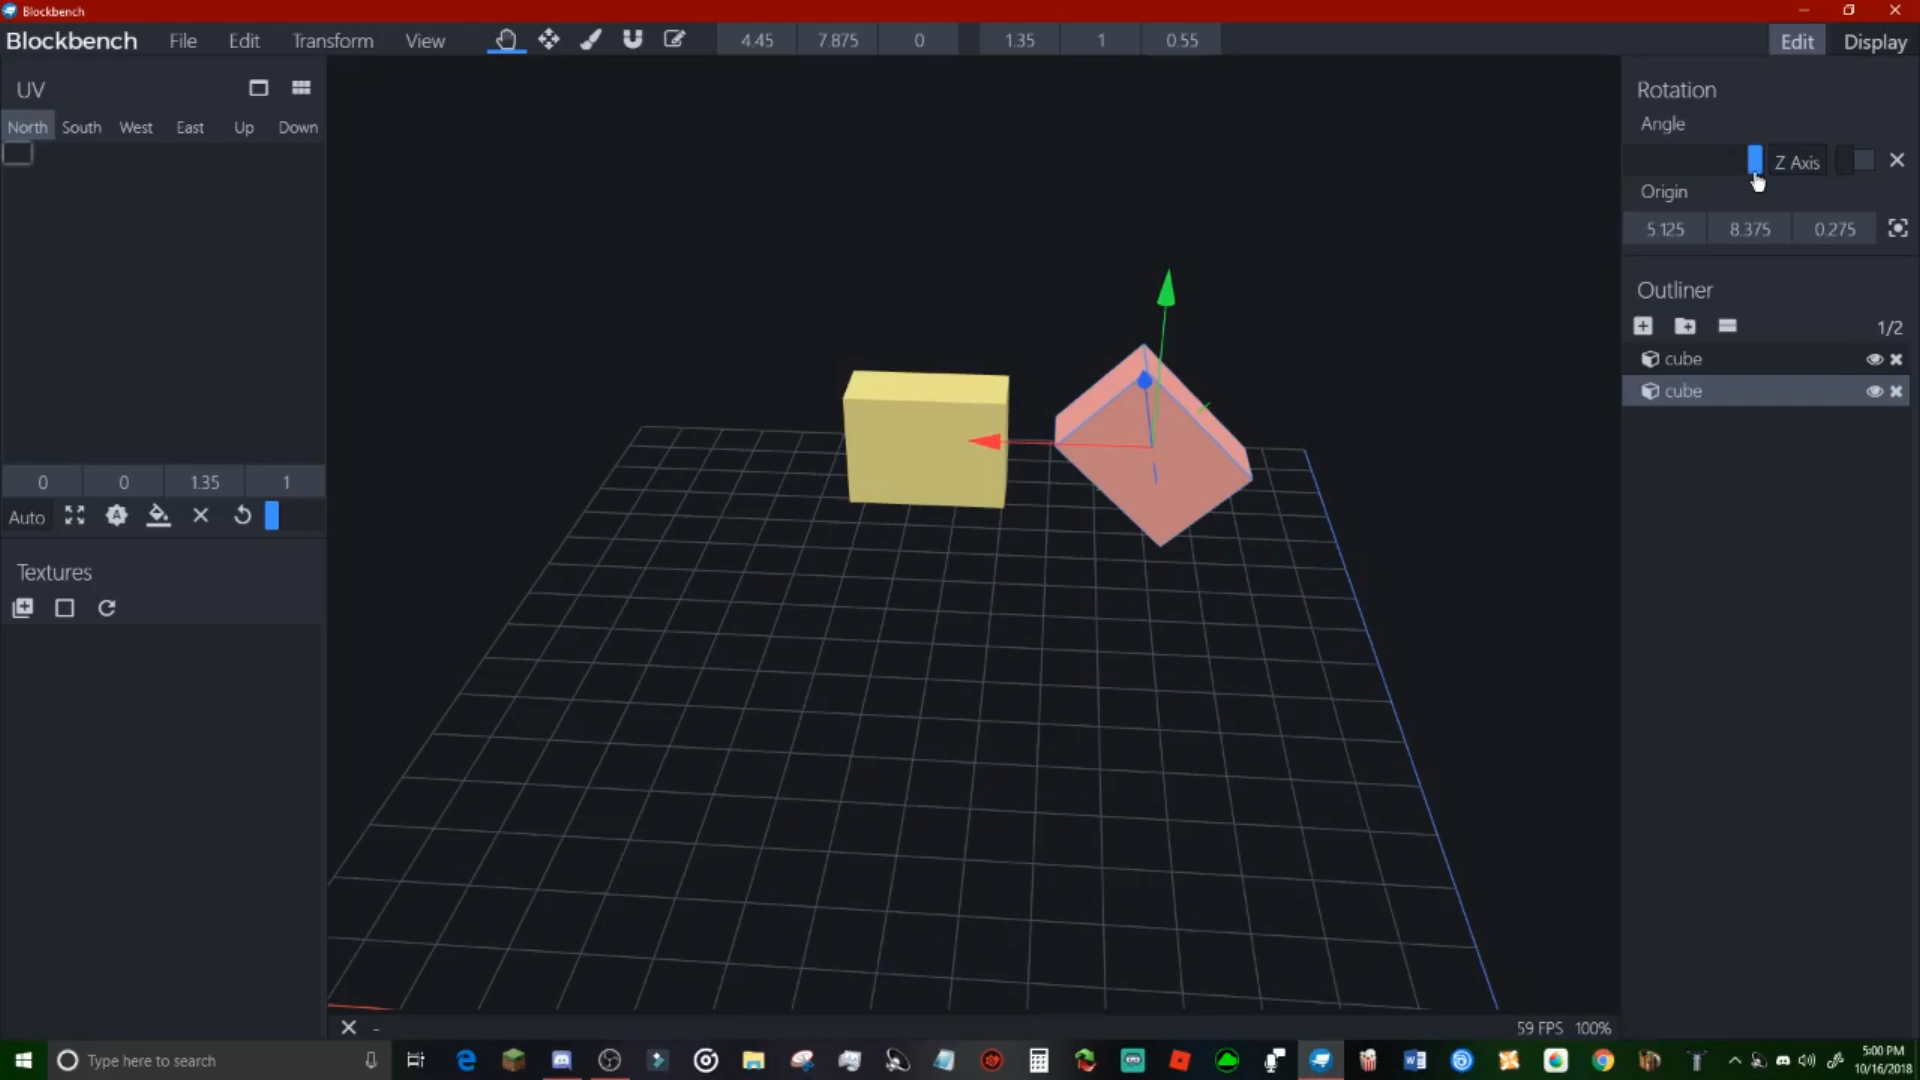 Blockbench
Blockbench File Edit Transform View 4.45 7.875 0 1.35 1 0.55 Edit Display
UV
North South West East Up Down
0 0 1.35 1
Auto
Textures
Rotation
Angle
Z Axis
Origin
5.125 8.375 0.275
Outliner
1/2
cube
cube
- 59 FPS 100%
Type here to search
5:00 PM
10/16/2018